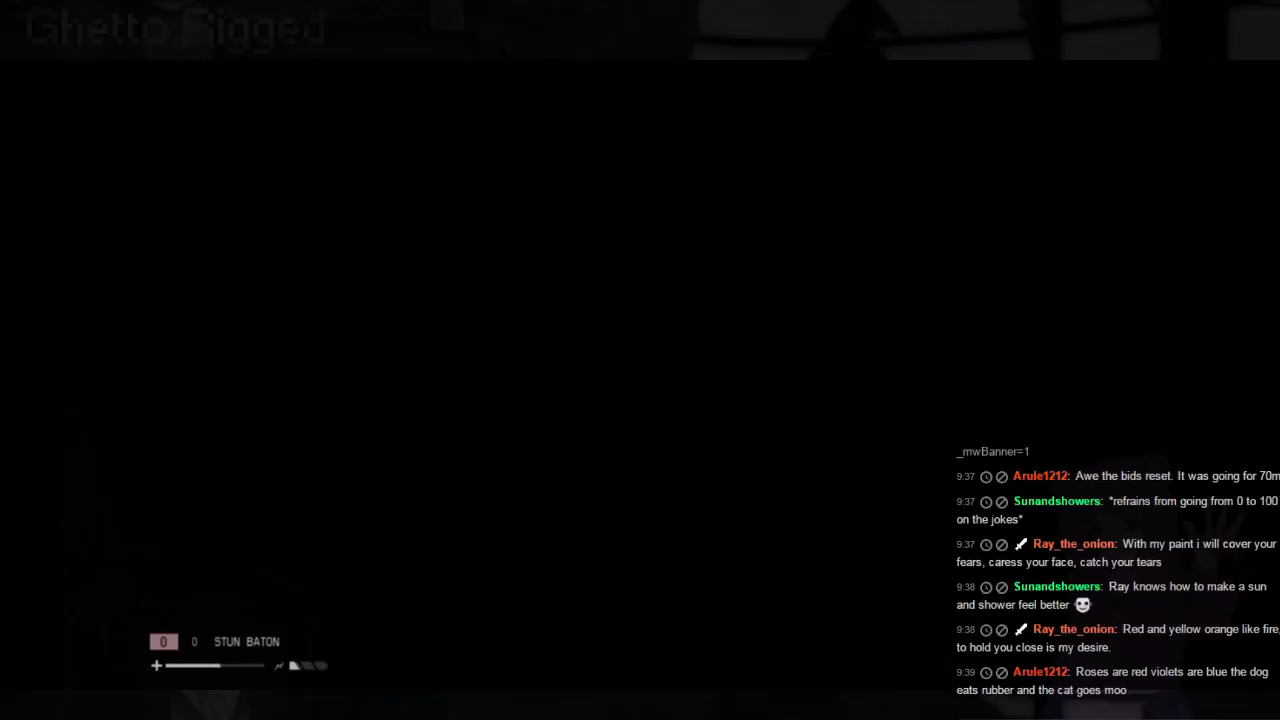 Ghetto Rigged
_mwBanner=1
9:37 Arule1212: Awe the bids reset. It was going for 70m
9:37 Sunandshowers: *refrains from going from 0 to 100
on the jokes*
9:37 Ray_the_onion: With my paint i will cover your
fears, caress your face, catch your tears
9:38 Sunandshowers: Ray knows how to make a sun
and shower feel better
9:38 Ray_the_onion: Red and yellow orange like fire,
to hold you close is my desire.
9:39 Arule1212: Roses are red violets are blue the dog
eats rubber and the cat goes moo
0 0 STUN BATON